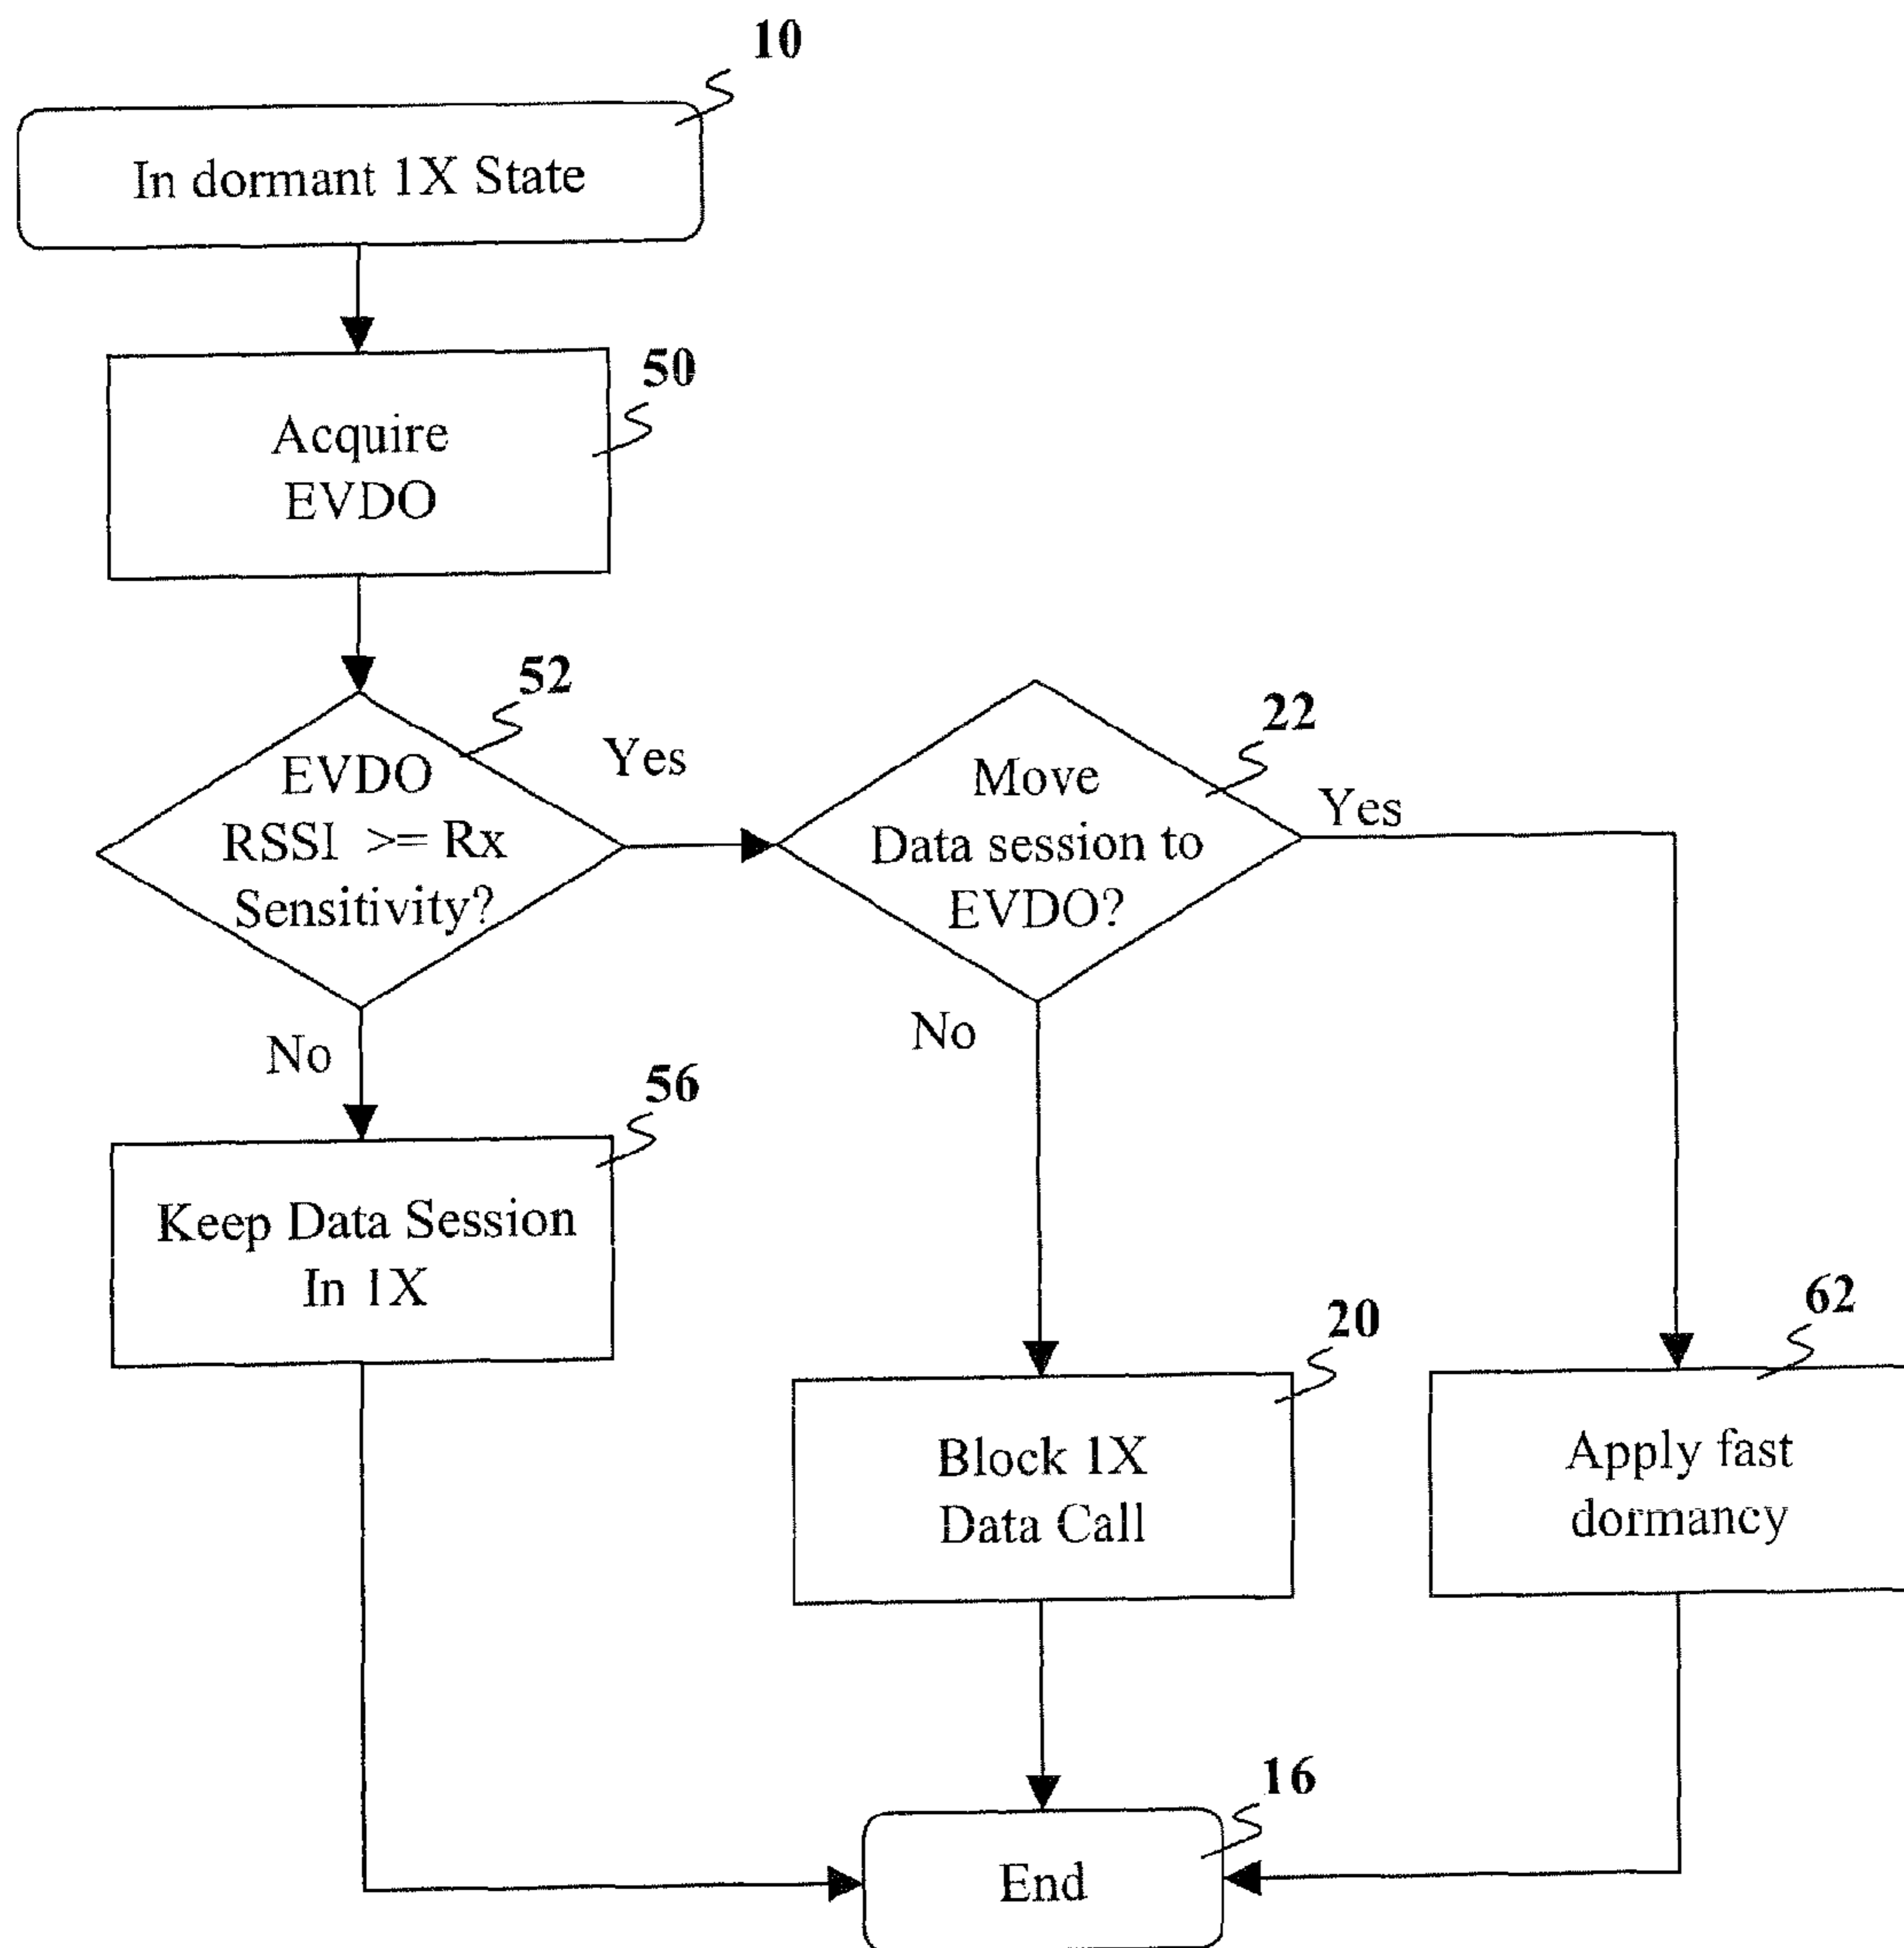 10
In dormant 1X State
50
Acquire
EVDO
52
EVDO
RSSI >= Rx
Sensitivity?
Yes
22
Move
Data session to
EVDO?
Yes
No
No
56
Keep Data Session
In 1X
20
Block 1X
Data Call
62
Apply fast
dormancy
16
End